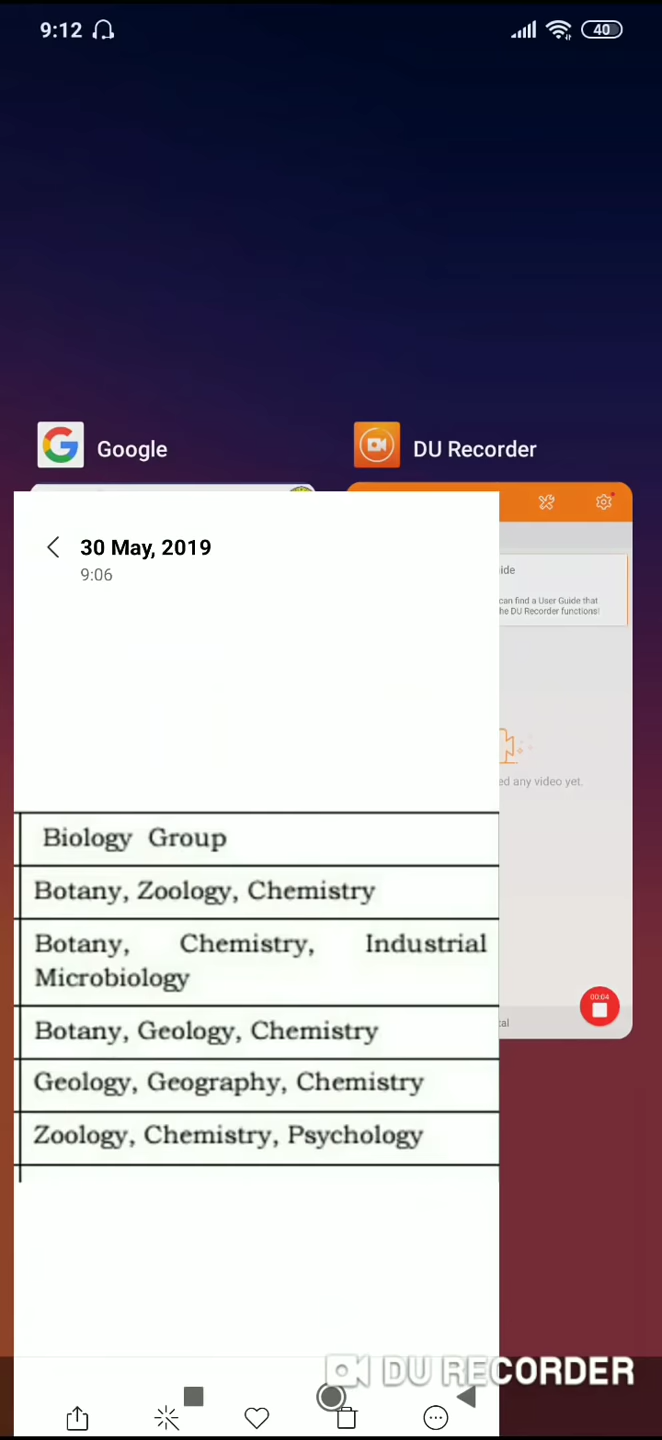 9:12
40
Google
DU Recorder
30 May, 2019
9:06
ide
can find a User Guide that
he DU Recorder functions!
ed any video yet.
Biology Group
Botany, Zoology, Chemistry
Botany, Chemistry, Industrial
Microbiology
Botany, Geology, Chemistry
Geology, Geography, Chemistry
Zoology, Chemistry, Psychology
00:04
tal
DU RECORDER